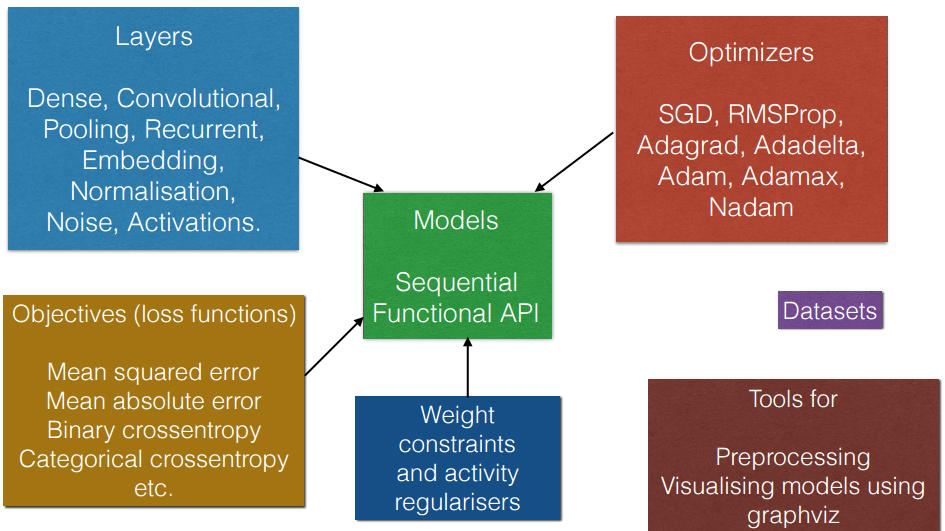 Layers
Dense, Convolutional,
Pooling, Recurrent,
Embedding,
Normalisation,
Noise, Activations.
Optimizers
SGD, RMSProp,
Adagrad, Adadelta,
Adam, Adamax,
Nadam
Models
Sequential
Functional API
Objectives (loss functions)
Mean squared error
Mean absolute error
Binary crossentropy
Categorical crossentropy
etc.
Weight
constraints
and activity
regularisers
Datasets
Tools for
Preprocessing
Visualising models using
graphviz